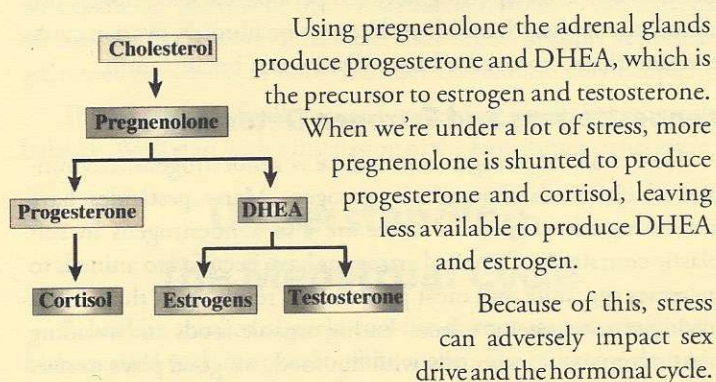 Cholesterol
Pregnenolone
Progesterone
DHEA
Cortisol
Estrogens
Testosterone
Using pregnenolone the adrenal glands
produce progesterone and DHEA, which is
the precursor to estrogen and testosterone.
When we're under a lot of stress, more
pregnenolone is shunted to produce
progesterone and cortisol, leaving
less available to produce DHEA
and estrogen.
Because of this, stress
can adversely impact sex
drive and the hormonal cycle.